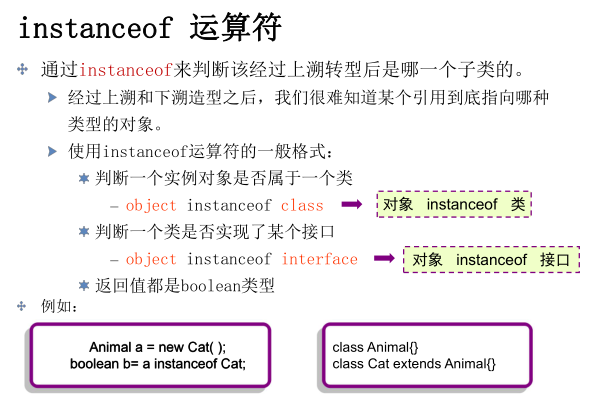 instanceof 运算符
通过instanceof来判断该经过上溯转型后是哪一个子类的。
经过上溯和下溯造型之后，我们很难知道某个引用到底指向哪种
类型的对象。
使用instanceof运算符的一般格式：
判断一个实例对象是否属于一个类
– object instanceof class
对象 instanceof 类
判断一个类是否实现了某个接口
– object instanceof interface
对象 instanceof 接口
返回值都是boolean类型
例如：
Animal a = new Cat( );
boolean b= a instanceof Cat;
class Animal{}
class Cat extends Animal{}